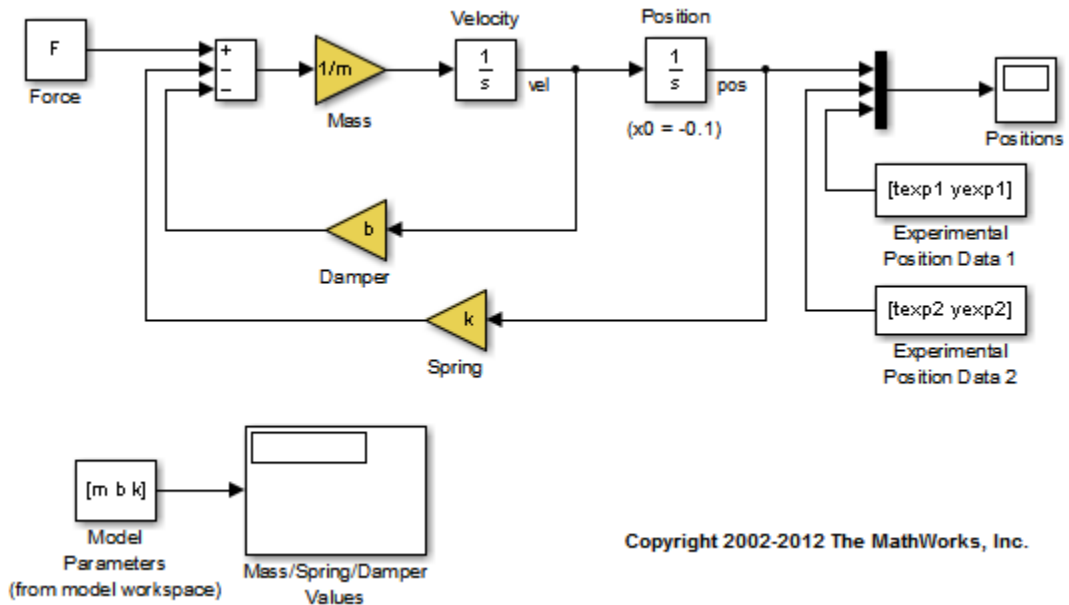 Velocity
Position
F
Force
+
−
−
1/m
Mass
1
s
vel
1
s
pos
(x0 = -0.1)
Positions
b
Damper
[texp1 yexp1]
Experimental
Position Data 1
k
Spring
[texp2 yexp2]
Experimental
Position Data 2
[m b k]
Model
Parameters
(from model workspace)
Mass/Spring/Damper
Values
Copyright 2002-2012 The MathWorks, Inc.